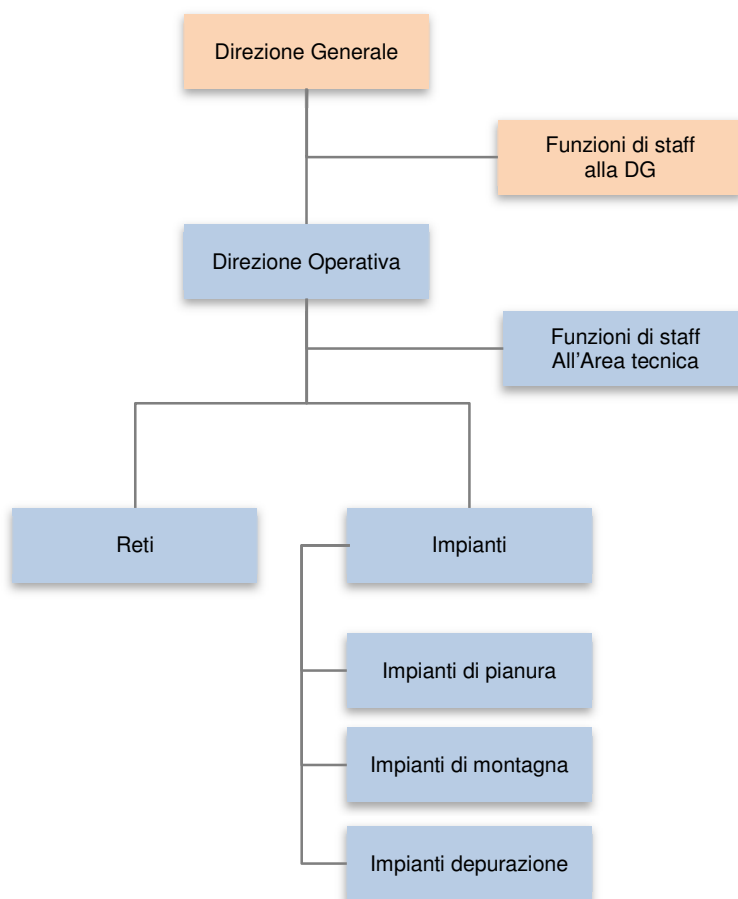 Direzione Generale
Funzioni di staff
alla DG
Direzione Operativa
Funzioni di staff
All'Area tecnica
Reti
Impianti
Impianti di pianura
Impianti di montagna
Impianti depurazione